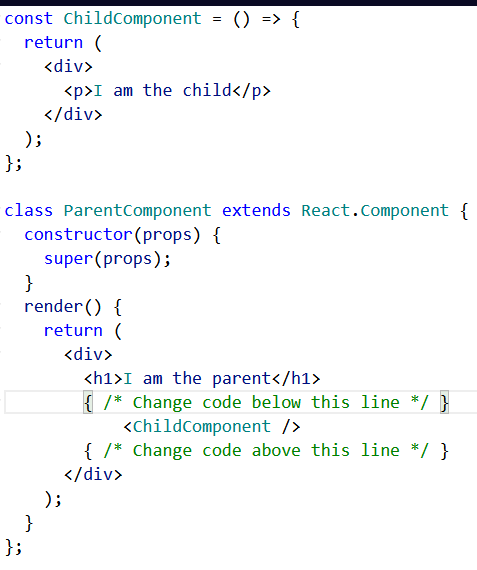 const ChildComponent = () => {
  return (
    <div>
      <p>I am the child</p>
    </div>
  );
};

class ParentComponent extends React.Component {
  constructor(props) {
    super(props);
  }
  render() {
    return (
      <div>
        <h1>I am the parent</h1>
        { /* Change code below this line */ }
            <ChildComponent />
        { /* Change code above this line */ }
      </div>
    );
  }
};